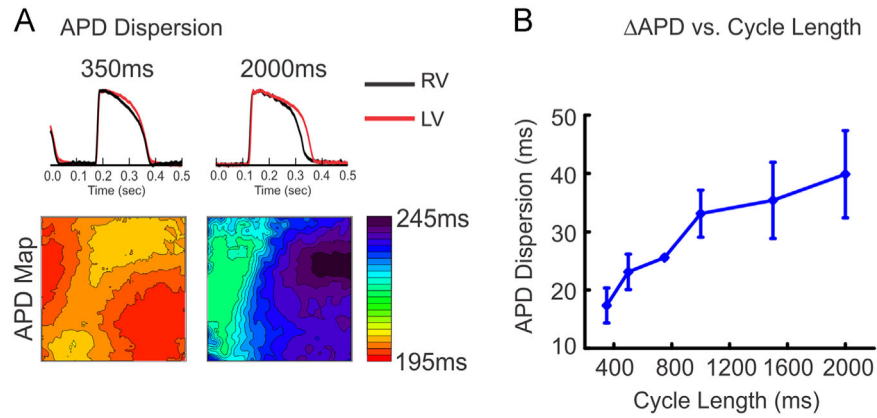 A
APD Dispersion
350ms
2000ms
RV
LV
0.0 0.1 0.2 0.3 0.4 0.5
Time (sec)
0.0 0.1 0.2 0.3 0.4 0.5
Time (sec)
APD Map
245ms
195ms
B
ΔAPD vs. Cycle Length
APD Dispersion (ms)
50
40
30
20
10
400 800 1200 1600 2000
Cycle Length (ms)